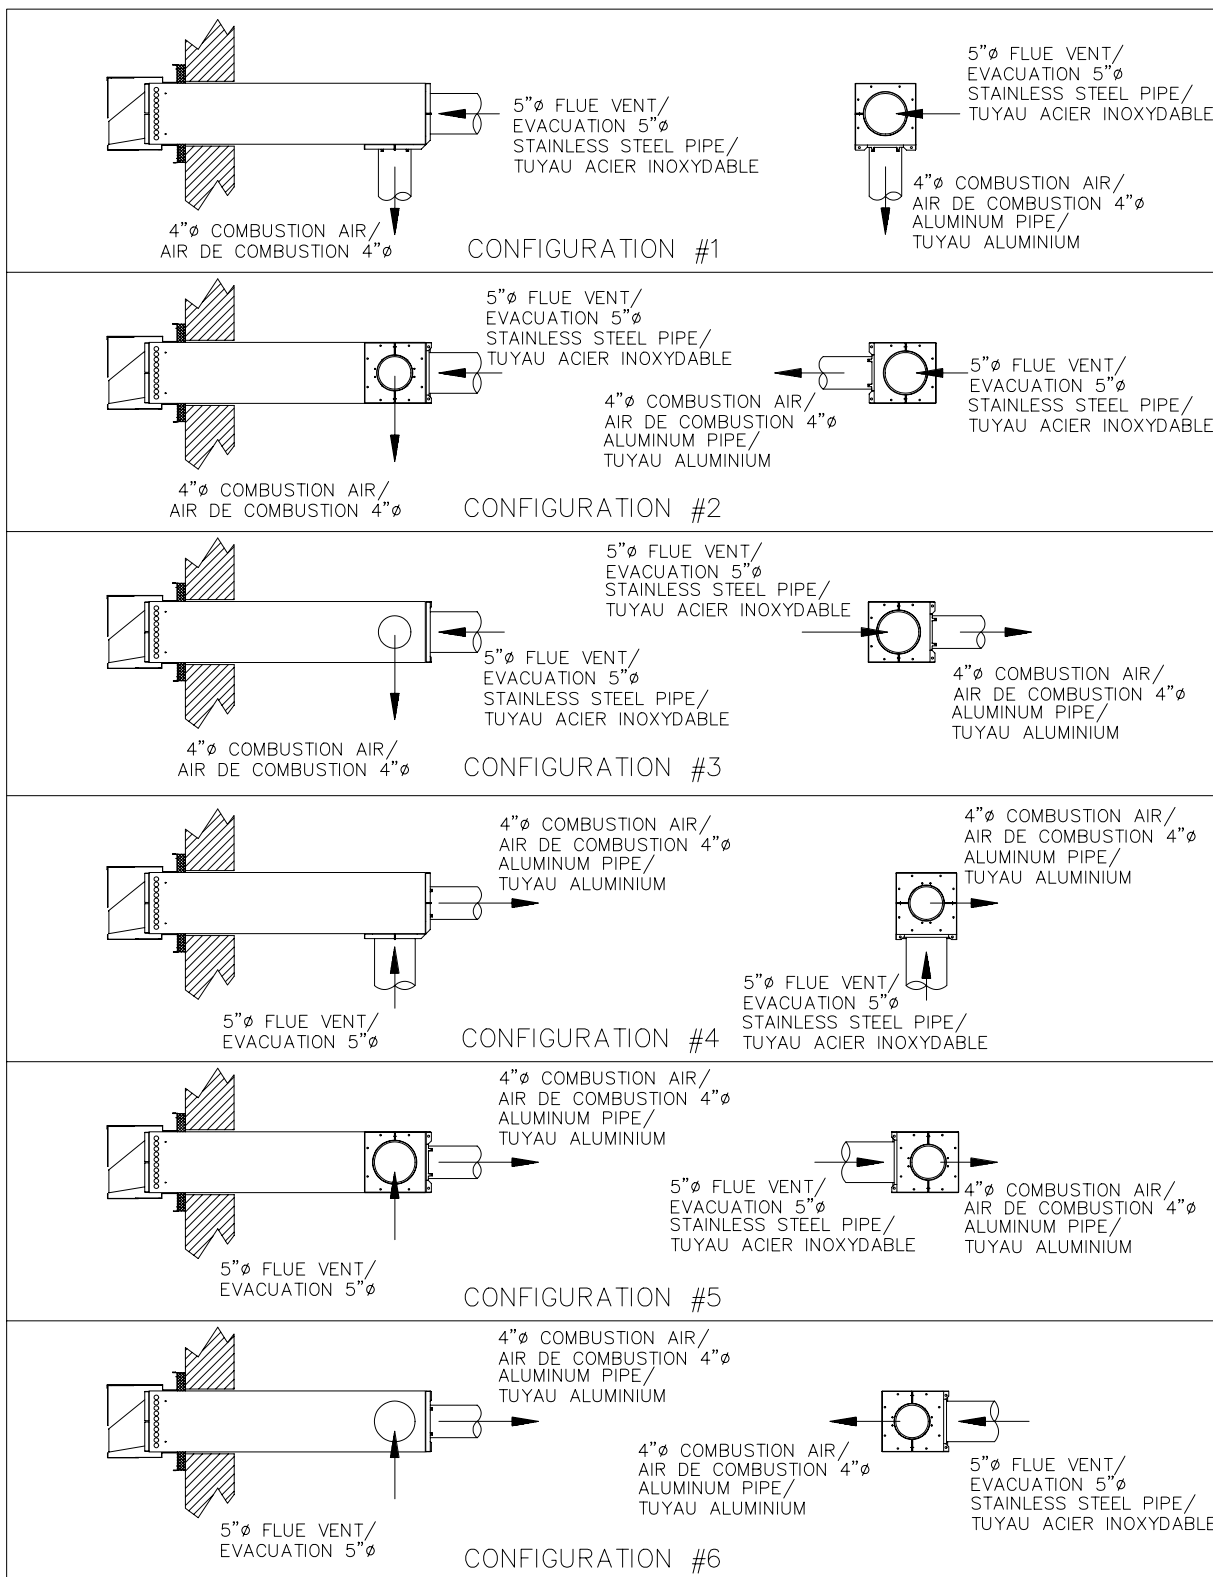 5"ø FLUE VENT/
EVACUATION 5"ø
STAINLESS STEEL PIPE/
TUYAU ACIER INOXYDABLE
4"ø COMBUSTION AIR/
AIR DE COMBUSTION 4"ø
5"ø FLUE VENT/
EVACUATION 5"ø
STAINLESS STEEL PIPE/
TUYAU ACIER INOXYDABLE
4"ø COMBUSTION AIR/
AIR DE COMBUSTION 4"ø
ALUMINUM PIPE/
TUYAU ALUMINIUM
CONFIGURATION #1
5"ø FLUE VENT/
EVACUATION 5"ø
STAINLESS STEEL PIPE/
TUYAU ACIER INOXYDABLE
4"ø COMBUSTION AIR/
AIR DE COMBUSTION 4"ø
4"ø COMBUSTION AIR/
AIR DE COMBUSTION 4"ø
ALUMINUM PIPE/
TUYAU ALUMINIUM
5"ø FLUE VENT/
EVACUATION 5"ø
STAINLESS STEEL PIPE/
TUYAU ACIER INOXYDABLE
CONFIGURATION #2
5"ø FLUE VENT/
EVACUATION 5"ø
STAINLESS STEEL PIPE/
TUYAU ACIER INOXYDABLE
5"ø FLUE VENT/
EVACUATION 5"ø
STAINLESS STEEL PIPE/
TUYAU ACIER INOXYDABLE
4"ø COMBUSTION AIR/
AIR DE COMBUSTION 4"ø
4"ø COMBUSTION AIR/
AIR DE COMBUSTION 4"ø
ALUMINUM PIPE/
TUYAU ALUMINIUM
CONFIGURATION #3
4"ø COMBUSTION AIR/
AIR DE COMBUSTION 4"ø
ALUMINUM PIPE/
TUYAU ALUMINIUM
5"ø FLUE VENT/
EVACUATION 5"ø
4"ø COMBUSTION AIR/
AIR DE COMBUSTION 4"ø
ALUMINUM PIPE/
TUYAU ALUMINIUM
5"ø FLUE VENT/
EVACUATION 5"ø
STAINLESS STEEL PIPE/
TUYAU ACIER INOXYDABLE
CONFIGURATION #4
4"ø COMBUSTION AIR/
AIR DE COMBUSTION 4"ø
ALUMINUM PIPE/
TUYAU ALUMINIUM
5"ø FLUE VENT/
EVACUATION 5"ø
5"ø FLUE VENT/
EVACUATION 5"ø
STAINLESS STEEL PIPE/
TUYAU ACIER INOXYDABLE
4"ø COMBUSTION AIR/
AIR DE COMBUSTION 4"ø
ALUMINUM PIPE/
TUYAU ALUMINIUM
CONFIGURATION #5
4"ø COMBUSTION AIR/
AIR DE COMBUSTION 4"ø
ALUMINUM PIPE/
TUYAU ALUMINIUM
5"ø FLUE VENT/
EVACUATION 5"ø
4"ø COMBUSTION AIR/
AIR DE COMBUSTION 4"ø
ALUMINUM PIPE/
TUYAU ALUMINIUM
5"ø FLUE VENT/
EVACUATION 5"ø
STAINLESS STEEL PIPE/
TUYAU ACIER INOXYDABLE
CONFIGURATION #6